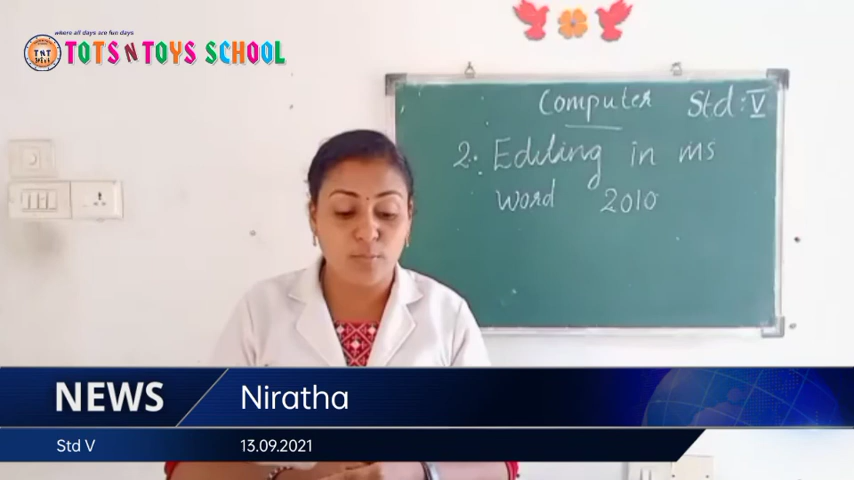 where all days are fun days
TNT
TOTS N TOYS SCHOOL
Computer Std: V
2. Editing in ms
word 2010
NEWS Niratha
Std V 13.09.2021